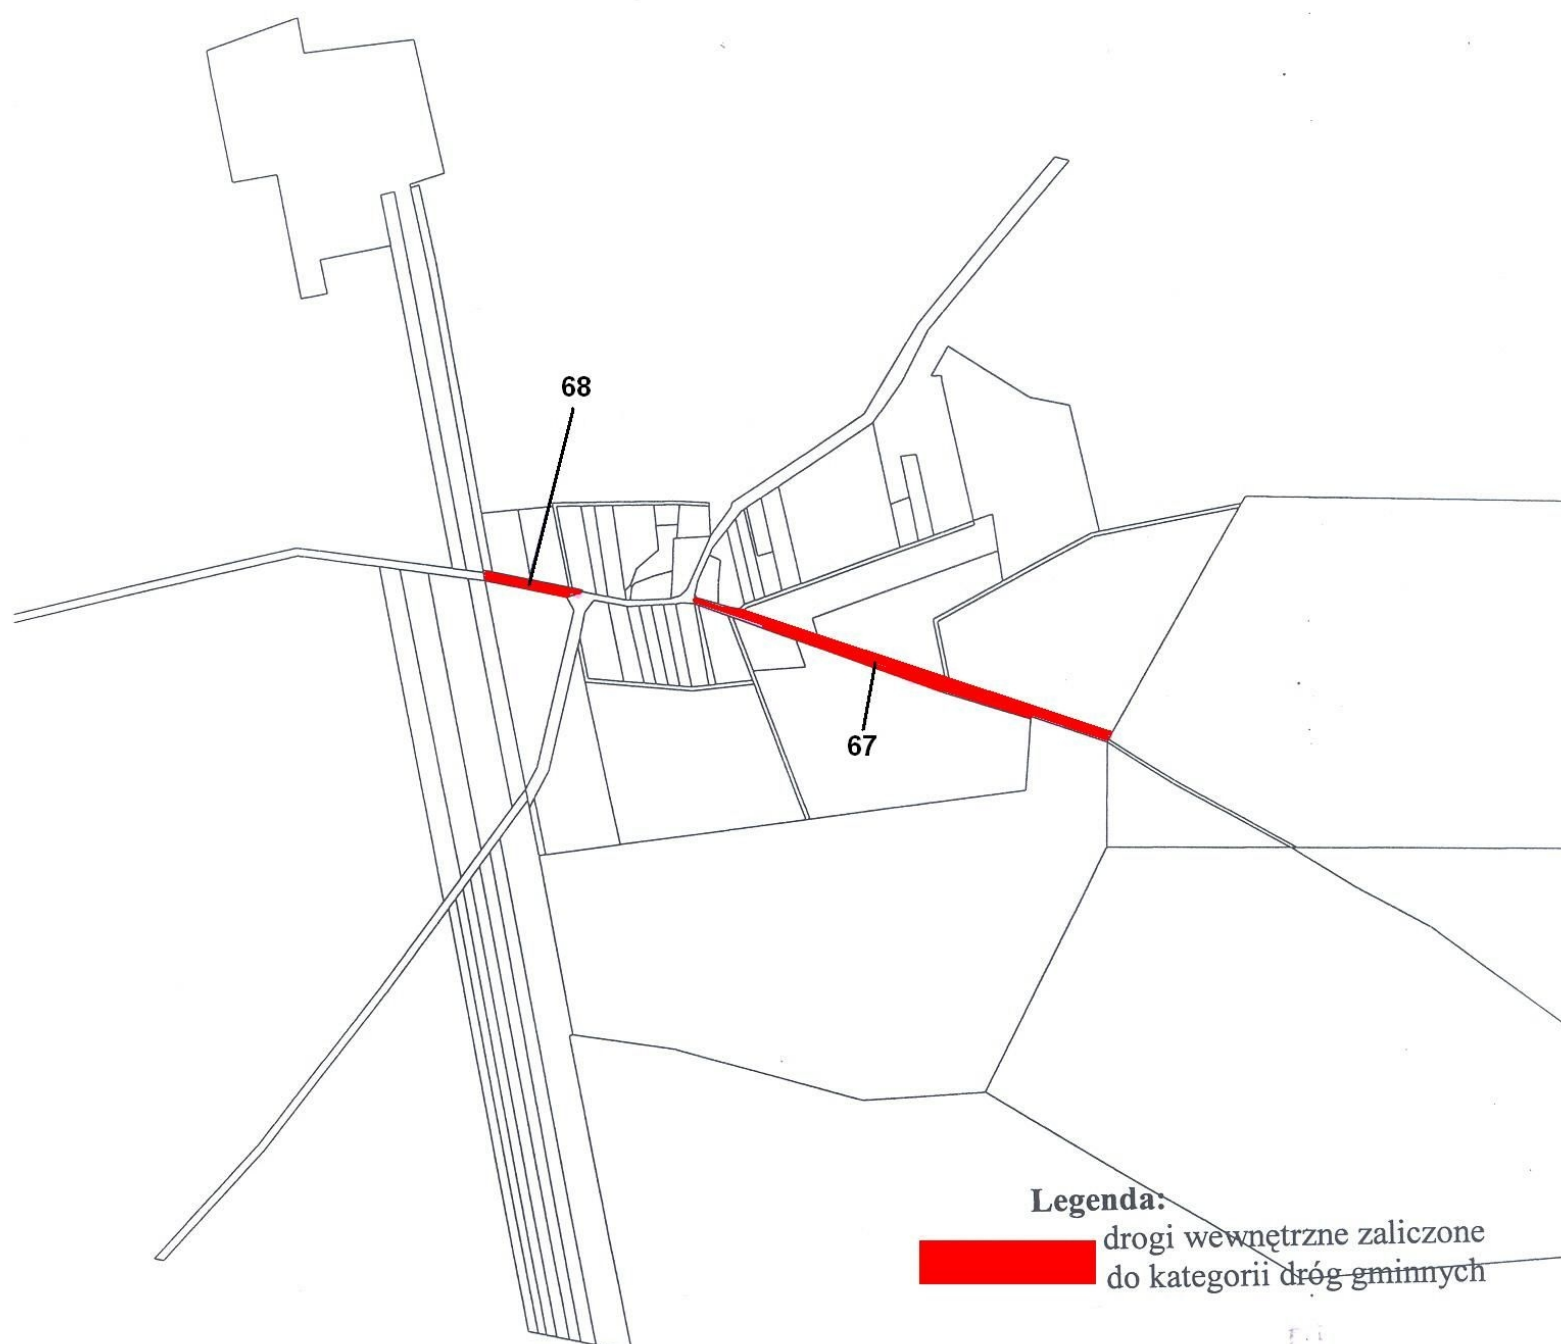 68
67
Legenda:
drogi wewnętrzne zaliczone
do kategorii dróg gminnych